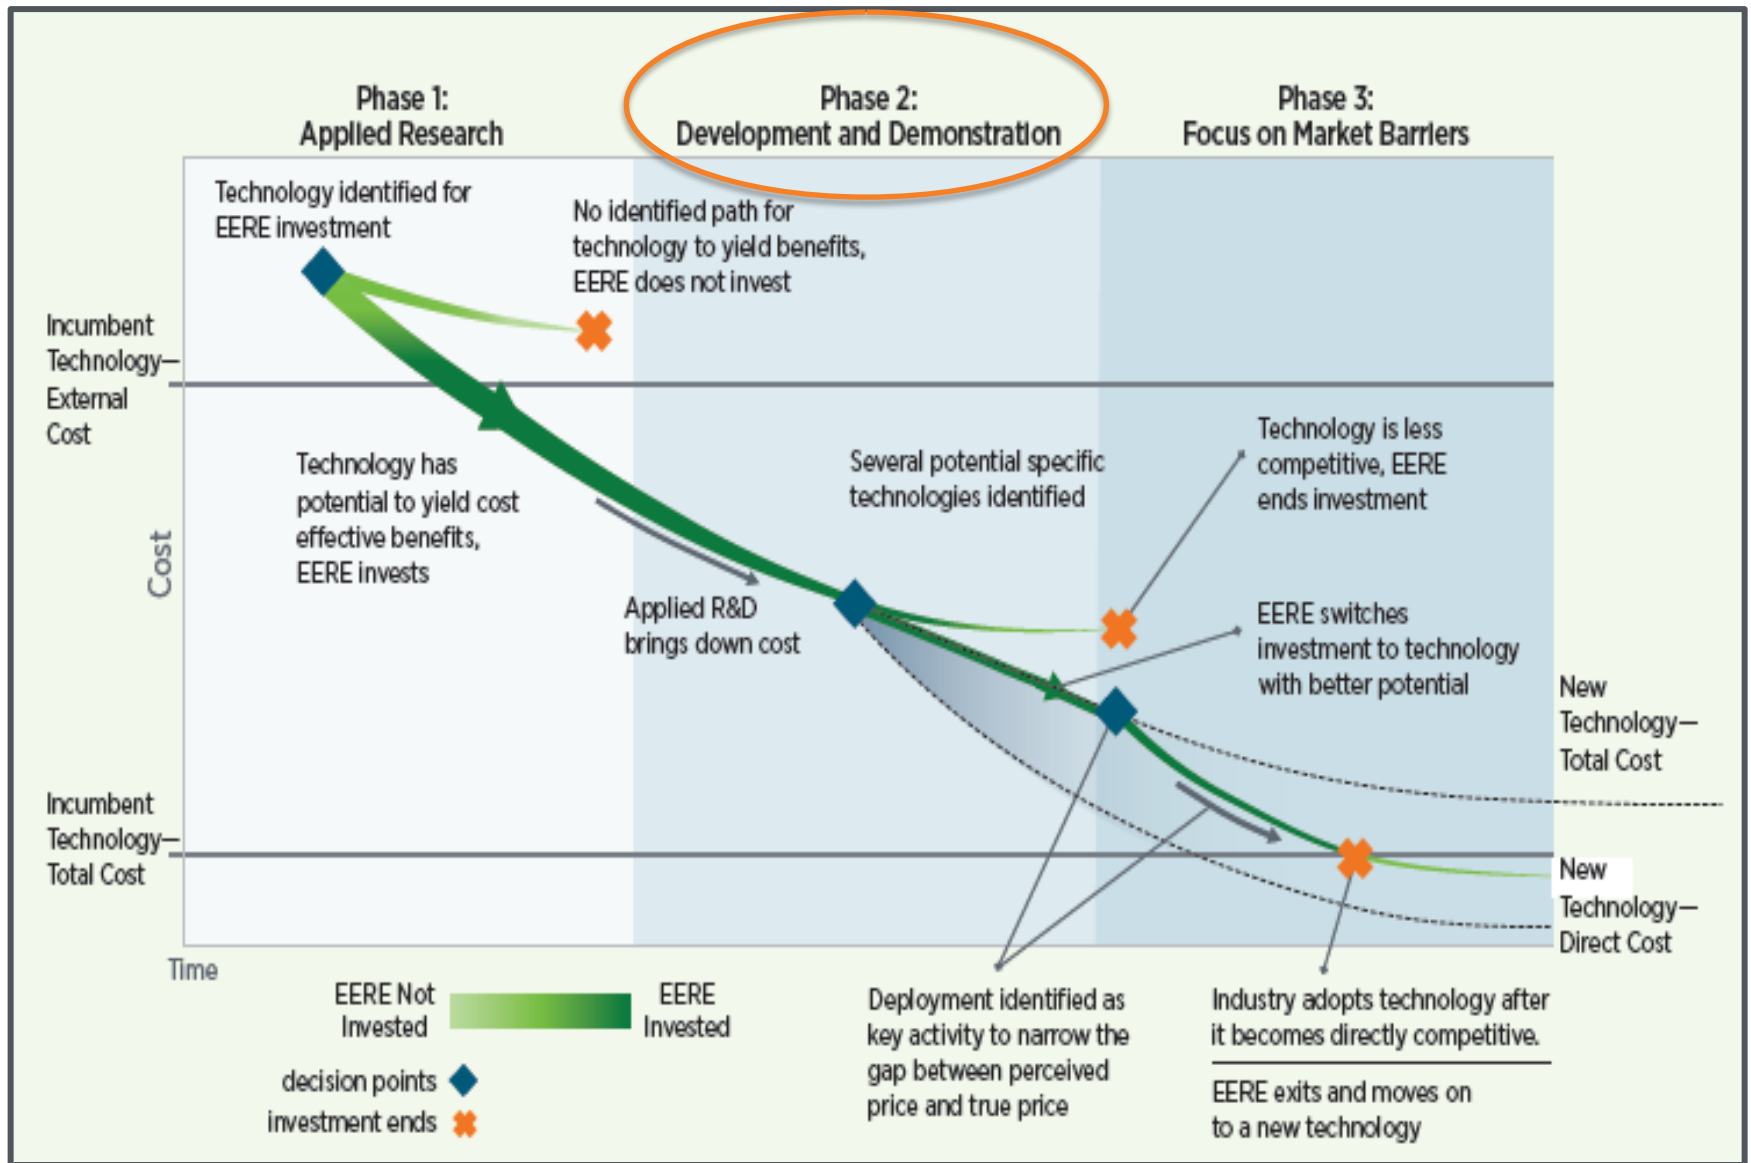 Phase 1:
Applied Research
Phase 2:
Development and Demonstration
Phase 3:
Focus on Market Barriers
Technology identified for
EERE investment
No identified path for
technology to yield benefits,
EERE does not invest
Incumbent
Technology—
External
Cost
Technology has
potential to yield cost
effective benefits,
EERE invests
Several potential specific
technologies identified
Technology is less
competitive, EERE
ends investment
Cost
Applied R&D
brings down cost
EERE switches
investment to technology
with better potential
New
Technology—
Total Cost
Incumbent
Technology—
Total Cost
New
Technology—
Direct Cost
Time
EERE Not
Invested
EERE
Invested
decision points
investment ends
Deployment identified as
key activity to narrow the
gap between perceived
price and true price
Industry adopts technology after
it becomes directly competitive.
EERE exits and moves on
to a new technology